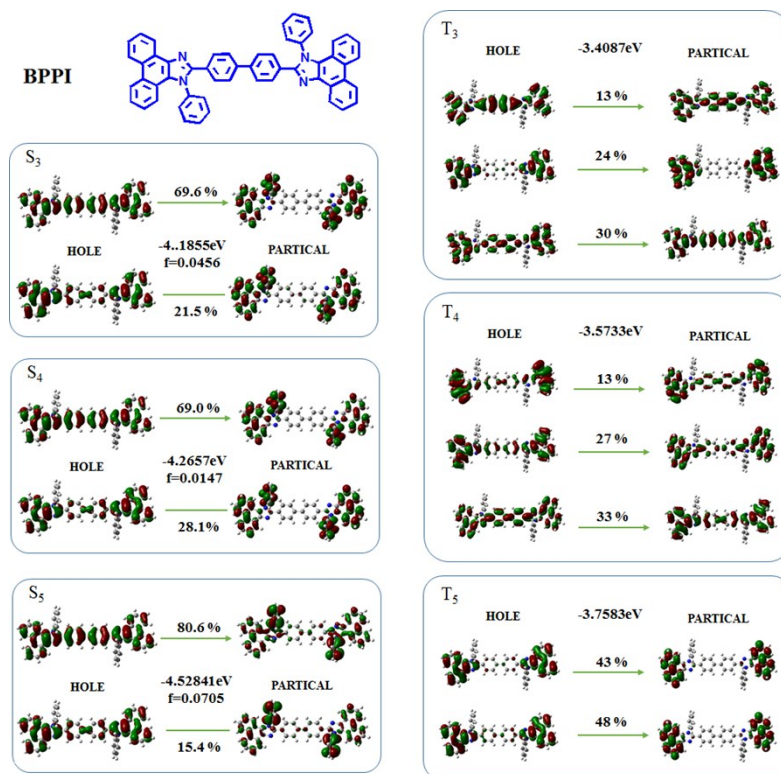 BPPI
N
N
N
N
S3
69.6 %
HOLE
-4..1855eV
f=0.0456
PARTICAL
21.5 %
S4
69.0 %
HOLE
-4.2657eV
f=0.0147
PARTICAL
28.1%
S5
80.6 %
HOLE
-4.52841eV
f=0.0705
PARTICAL
15.4 %
T3
HOLE
-3.4087eV
PARTICAL
13 %
24 %
30 %
T4
HOLE
-3.5733eV
PARTICAL
13 %
27 %
33 %
T5
HOLE
-3.7583eV
PARTICAL
43 %
48 %